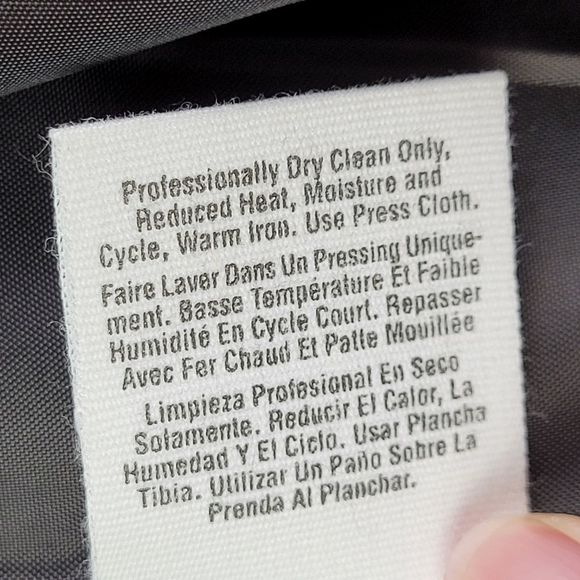 Professionally Dry Clean Only,
Reduced Heat, Moisture and
Cycle, Warm Iron. Use Press Cloth.
Faire Laver Dans Un Pressing Unique-
ment. Basse Température Et Faible
Humidité En Cycle Court. Repasser
Avec Fer Chaud Et Patte Mouillée
Limpieza Profesional En Seco
Solamente. Reducir El Calor, La
Humedad Y El Ciclo. Usar Plancha
Tibia. Utilizar Un Paño Sobre La
Prenda Al Planchar.